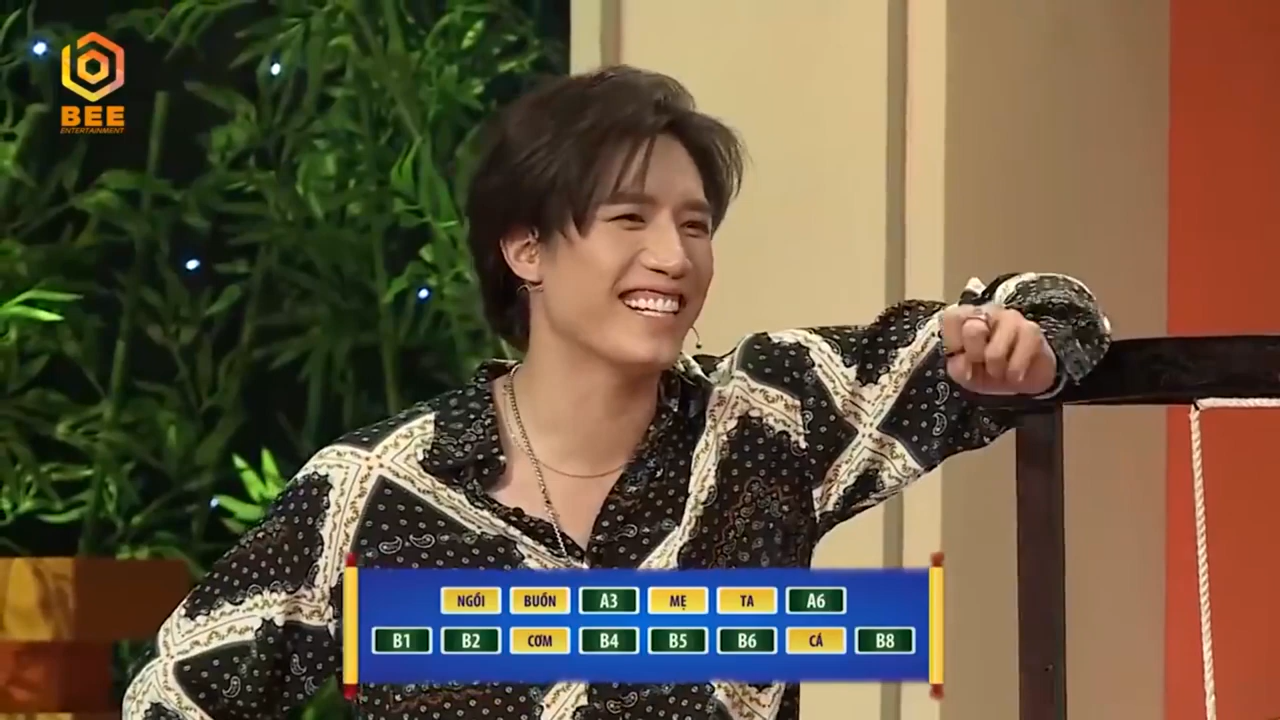 BEE
ENTERTAINMENT
NGỒI BUỒN A3 MẸ TA A6
B1 B2 CƠM B4 B5 B6 CÁ B8